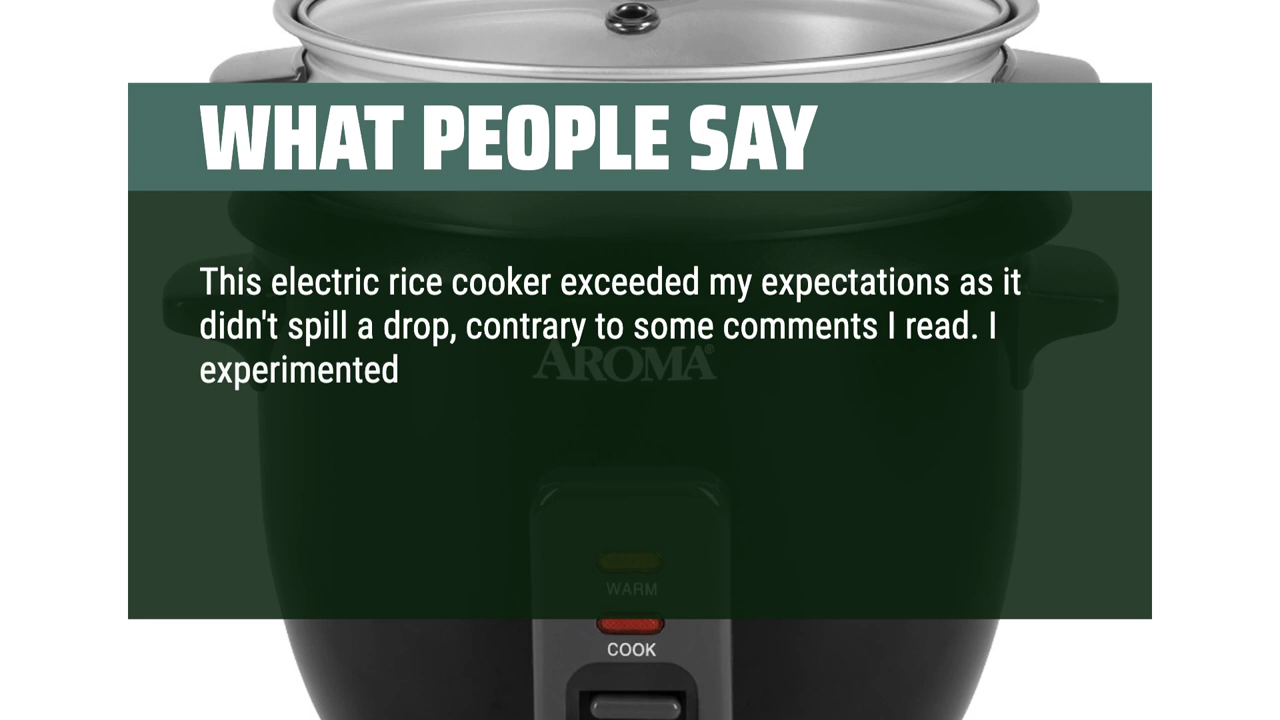 WHAT PEOPLE SAY
This electric rice cooker exceeded my expectations as it
didn't spill a drop, contrary to some comments I read. I
experimented
AROMA®
WARM
COOK